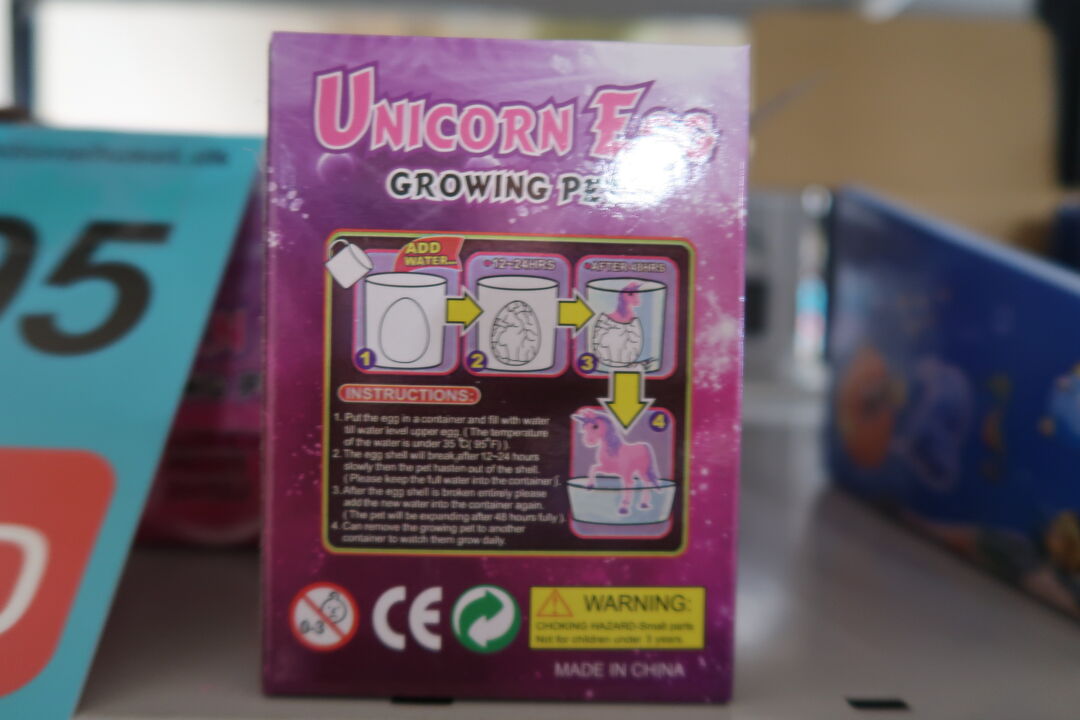 95
UNICORN EGG
GROWING PE
ADD
WATER...
12~24HRS
AFTER 48HRS
1
2
3
4
INSTRUCTIONS:
1. Put the egg in a container and fill with water
till water level upper egg. ( The temperature
of the water is under 35℃( 95℉) ).
2. The egg shell will break,after 12~24 hours
slowly then the pet hasten out of the shell.
( Please keep the full water into the container ).
3. After the egg shell is broken entirely please
add the new water into the container again.
( The pet will be expanding after 48 hours fully ).
4. Can remove the growing pet to another
container to watch them grow daily.
0-3
CE
WARNING:
CHOKING HAZARD-Small parts
Not for children under 3 years
MADE IN CHINA